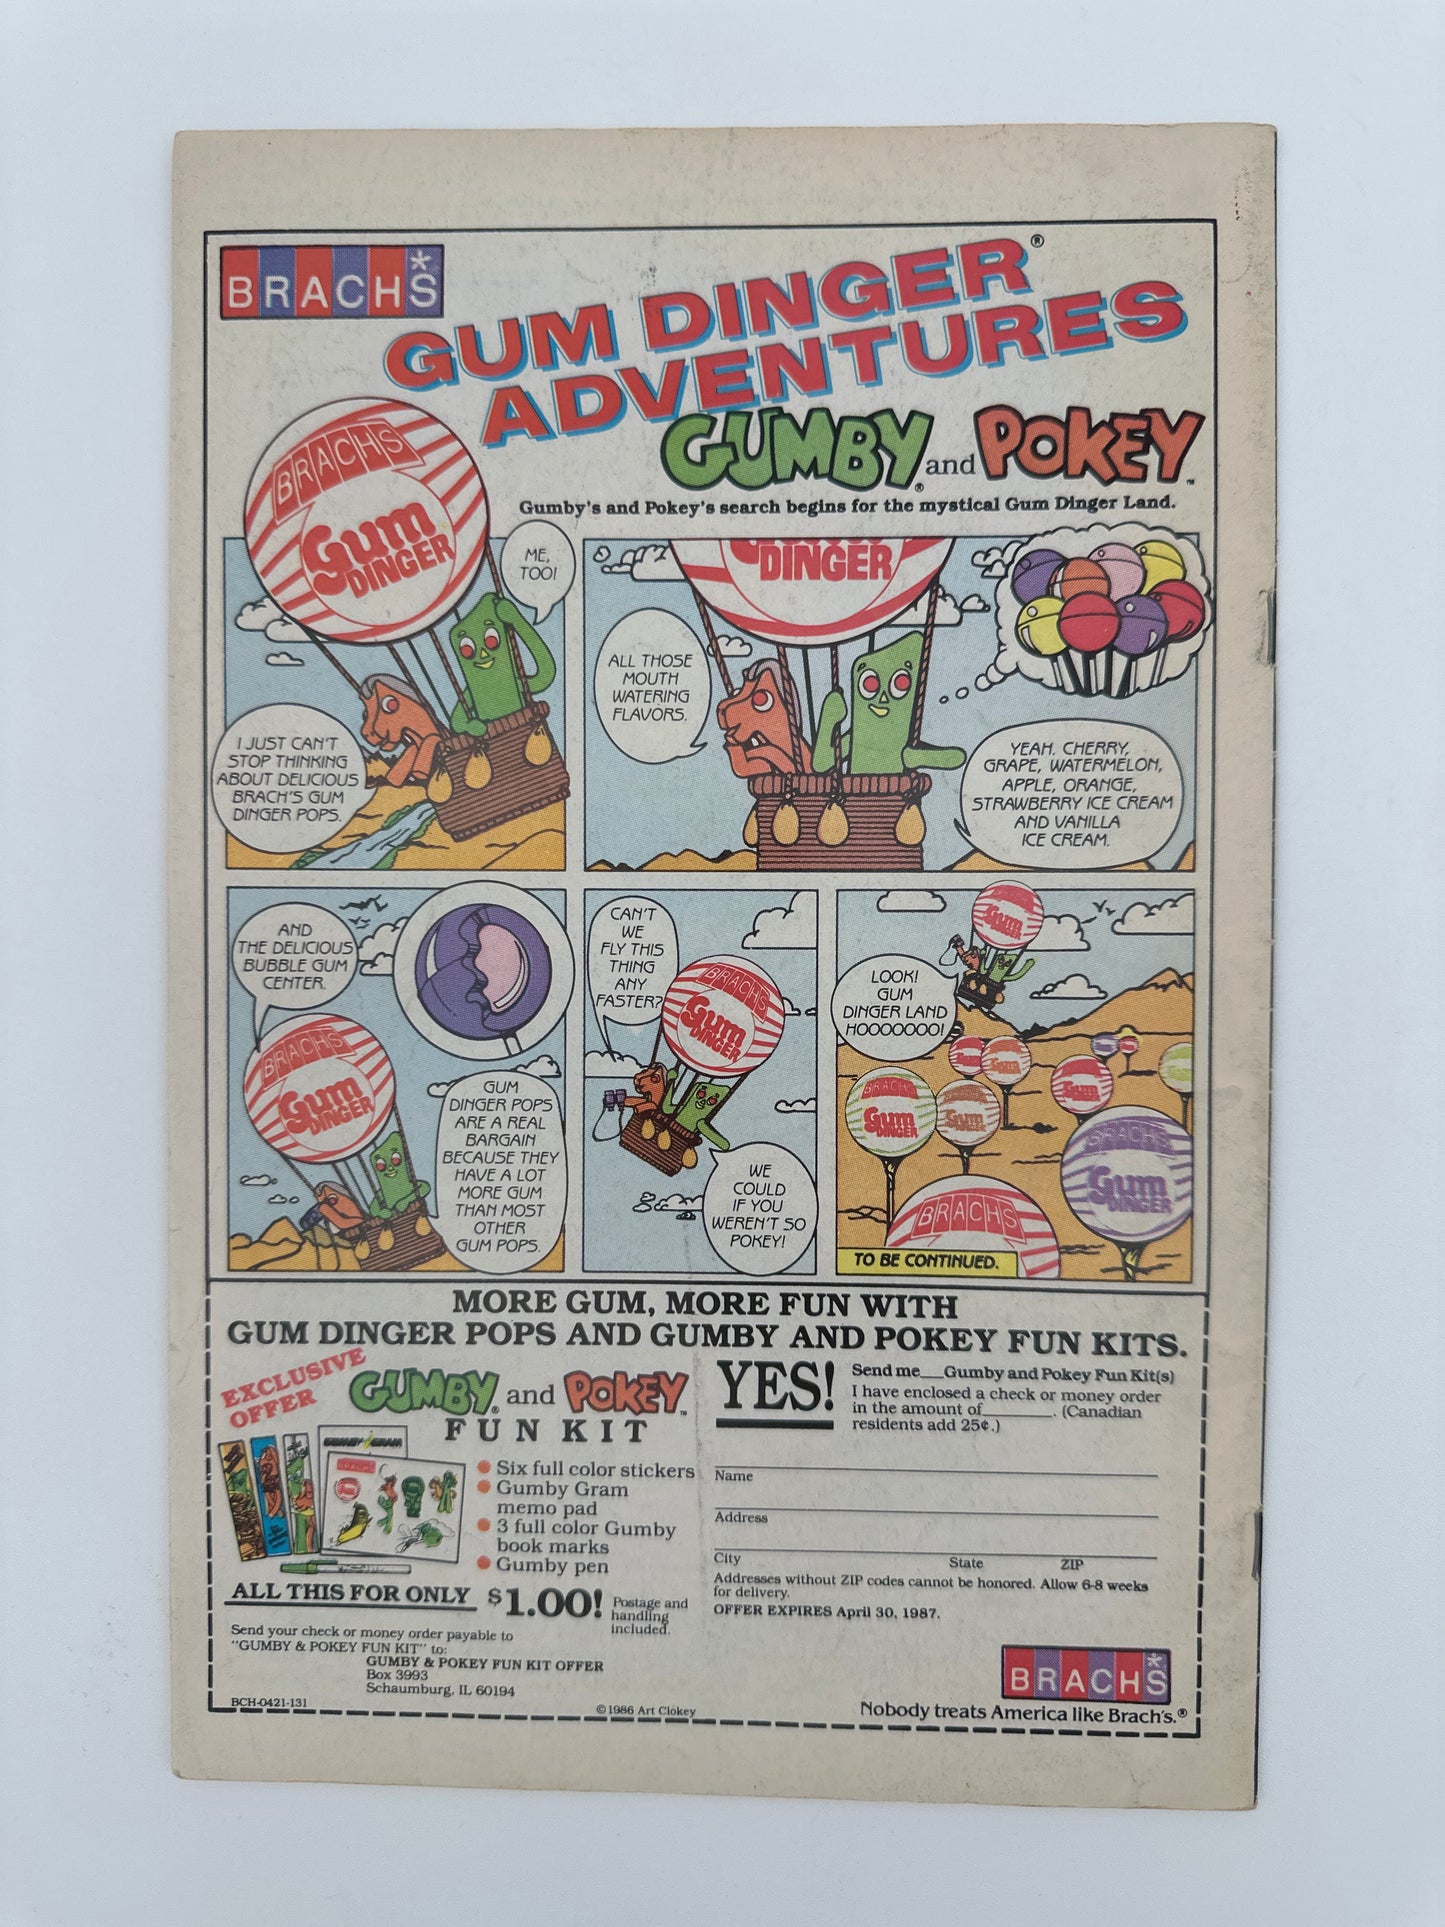 BRACH*S
GUM DINGER®
ADVENTURES
GUMBY® and POKEY™
Gumby's and Pokey's search begins for the mystical Gum Dinger Land.
BRACHS
Gum
DINGER
ME,
TOO!
I JUST CAN'T
STOP THINKING
ABOUT DELICIOUS
BRACH'S GUM
DINGER POPS.
DINGER
ALL THOSE
MOUTH
WATERING
FLAVORS.
YEAH. CHERRY,
GRAPE, WATERMELON,
APPLE, ORANGE,
STRAWBERRY ICE CREAM
AND VANILLA
ICE CREAM.
AND
THE DELICIOUS
BUBBLE GUM
CENTER.
BRACHS
Gum
DINGER
GUM
DINGER POPS
ARE A REAL
BARGAIN
BECAUSE THEY
HAVE A LOT
MORE GUM
THAN MOST
OTHER
GUM POPS.
CAN'T
WE
FLY THIS
THING
ANY
FASTER?
BRACHS
Gum
DINGER
WE
COULD
IF YOU
WEREN'T SO
POKEY!
BRACHS
Gum
DINGER
LOOK!
GUM
DINGER LAND
HOOOOOOO!
BRACHS
Gum
DINGER
Gum
DINGER
BRACHS
Gum
DINGER
BRACHS
TO BE CONTINUED.
MORE GUM, MORE FUN WITH
GUM DINGER POPS AND GUMBY AND POKEY FUN KITS.
EXCLUSIVE
OFFER
GUMBY® and POKEY™
FUN KIT
GUMBY GRAM
BRACHS
Six full color stickers
Gumby Gram
memo pad
3 full color Gumby
book marks
Gumby pen
ALL THIS FOR ONLY $1.00! Postage and
handling
included.
Send your check or money order payable to
"GUMBY & POKEY FUN KIT" to:
GUMBY & POKEY FUN KIT OFFER
Box 3993
Schaumburg, IL 60194
BCH-0421-131
©1986 Art Clokey
YES!
Send me___Gumby and Pokey Fun Kit(s)
I have enclosed a check or money order
in the amount of________. (Canadian
residents add 25¢.)
Name
Address
City State ZIP
Addresses without ZIP codes cannot be honored. Allow 6-8 weeks
for delivery.
OFFER EXPIRES April 30, 1987.
BRACH*S
Nobody treats America like Brach's.®